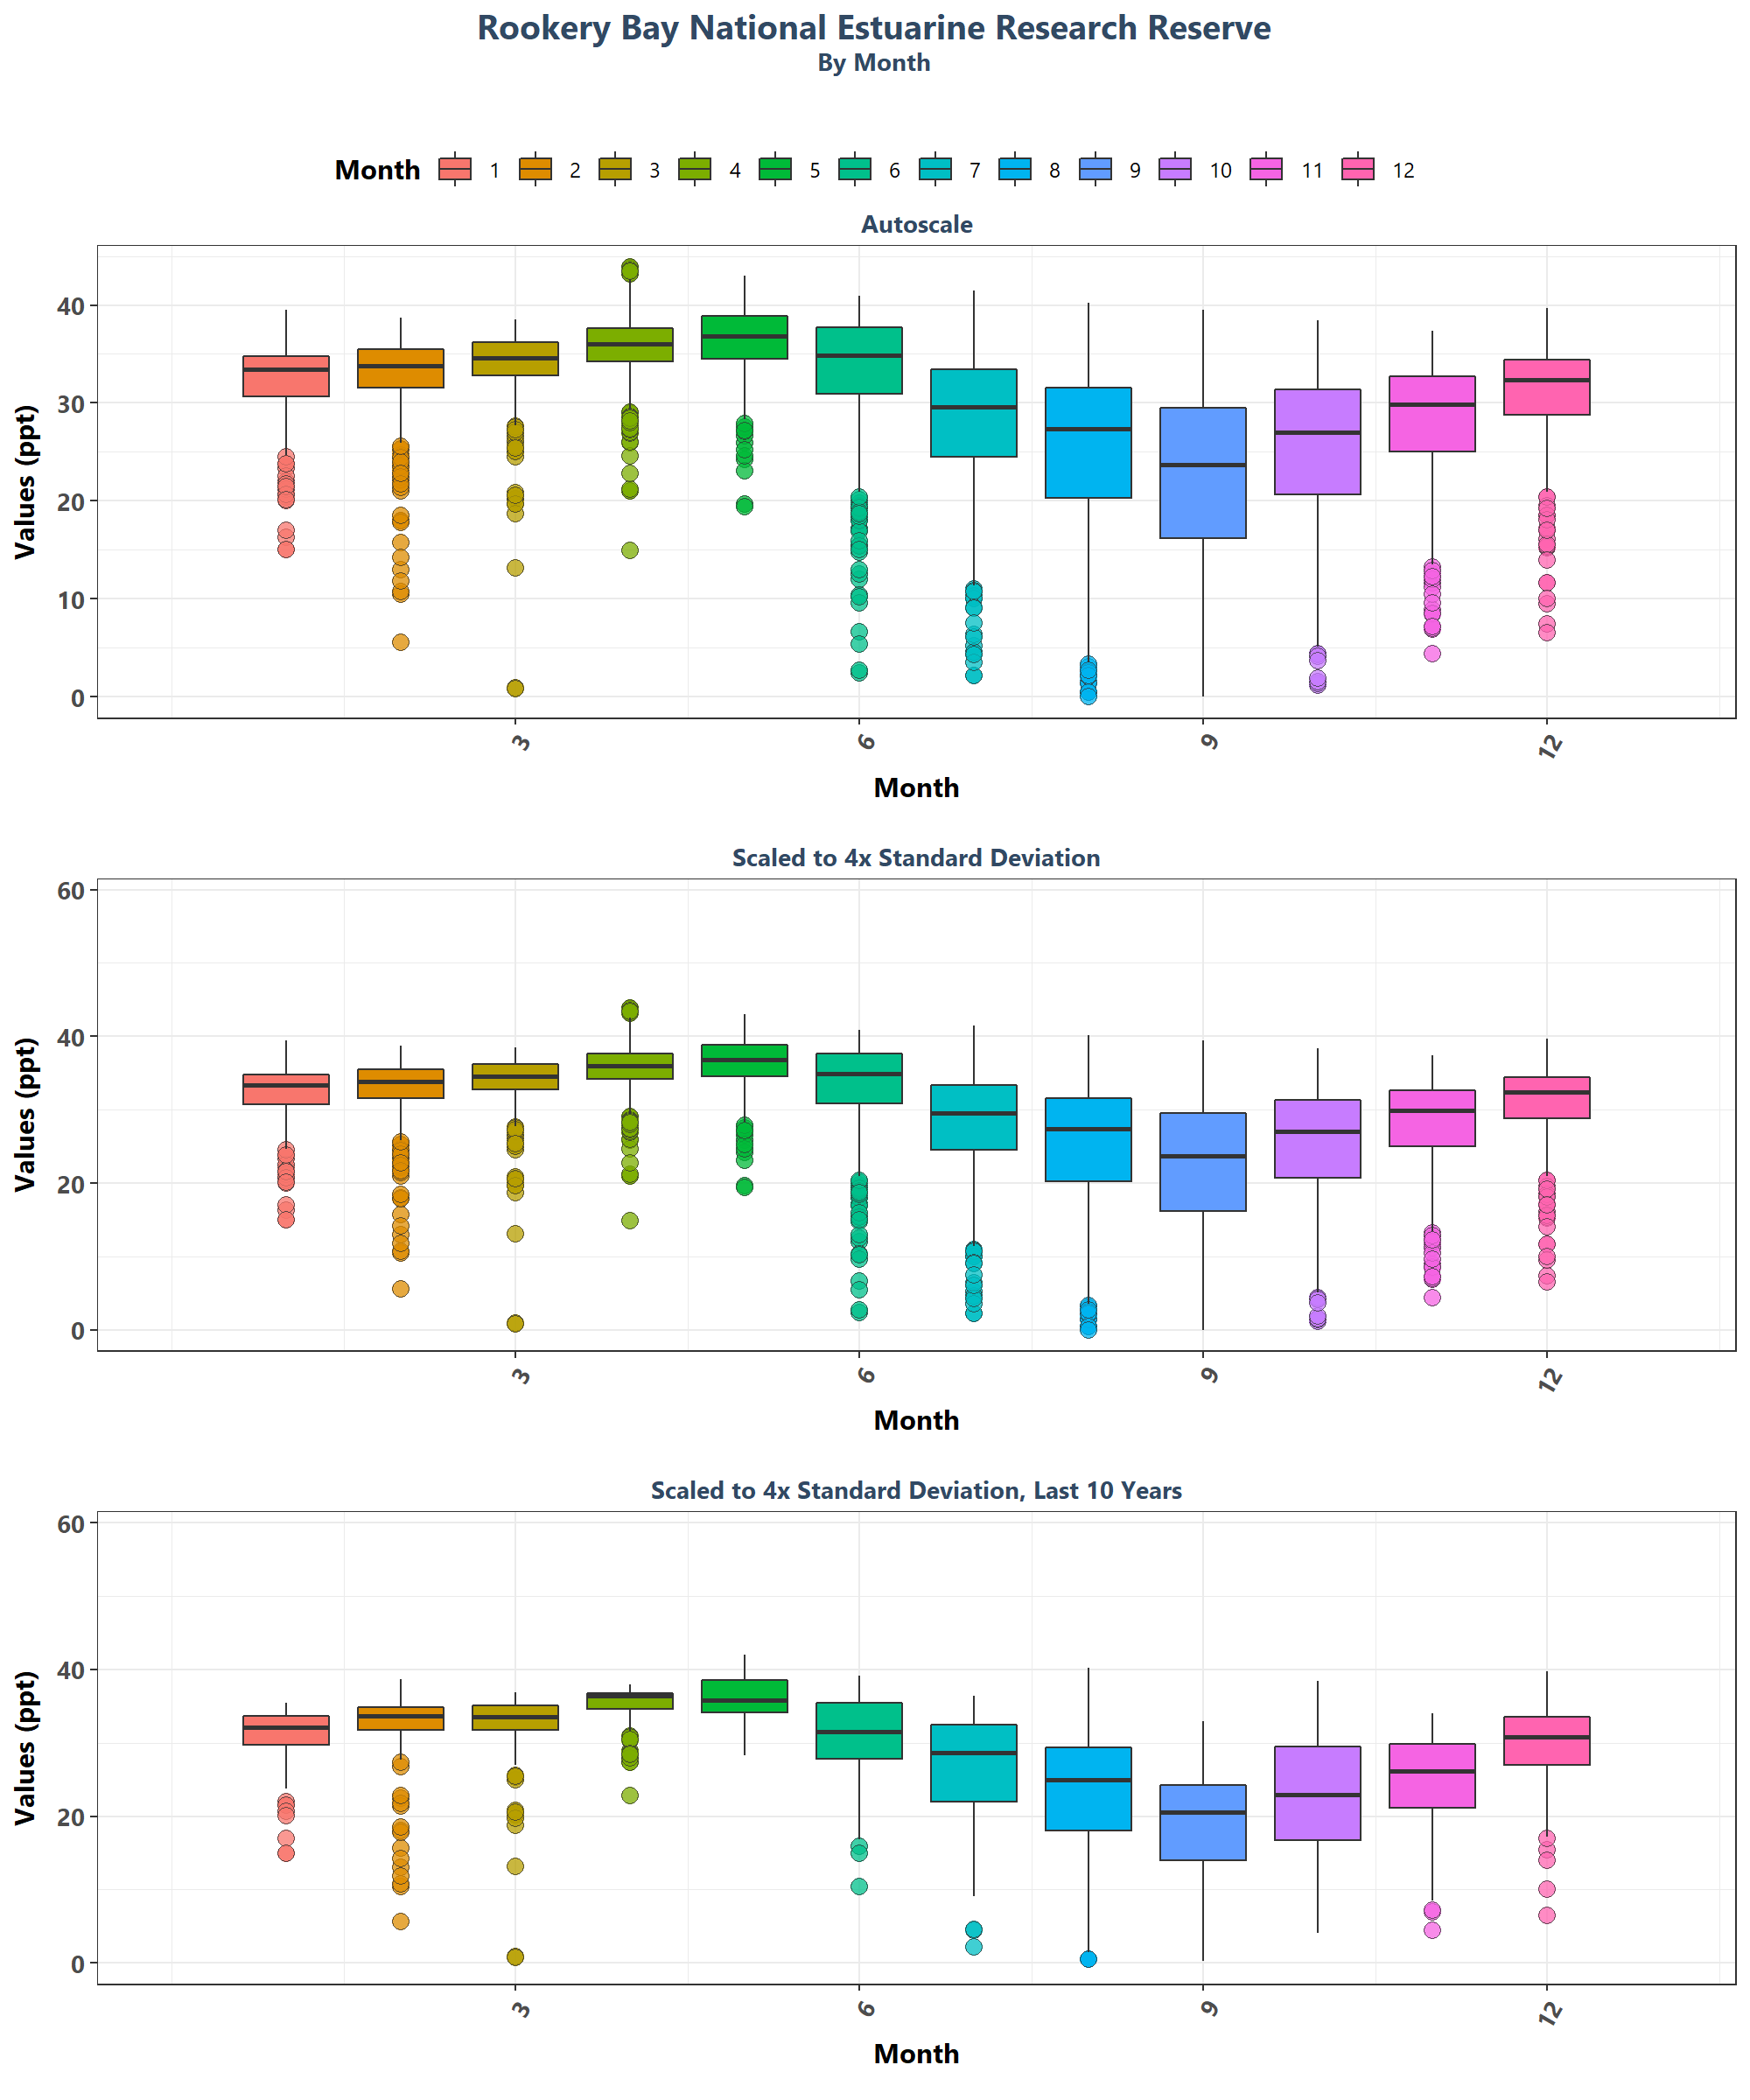 Rookery Bay National Estuarine Research Reserve
By Month
Month 1 2 3 4 5 6 7 8 9 10 11 12
Autoscale
Values (ppt)
40
30
20
10
0
3 6 9 12
Month
Scaled to 4x Standard Deviation
Values (ppt)
60
40
20
0
3 6 9 12
Month
Scaled to 4x Standard Deviation, Last 10 Years
Values (ppt)
60
40
20
0
3 6 9 12
Month